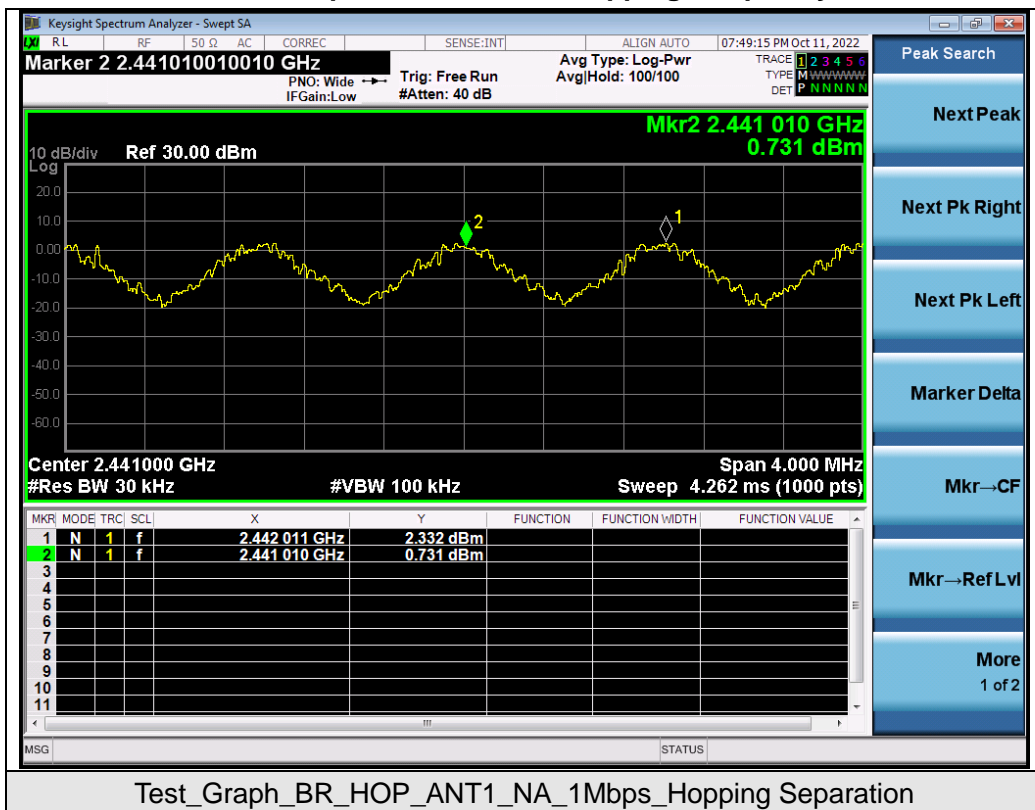 Keysight Spectrum Analyzer - Swept SA
LXI RL RF 50 Ω AC CORREC SENSE:INT ALIGN AUTO 07:49:15 PM Oct 11, 2022
Marker 2 2.441010010010 GHz
PNO: Wide
IFGain:Low
Trig: Free Run
#Atten: 40 dB
Avg Type: Log-Pwr
Avg|Hold: 100/100
TRACE 1 2 3 4 5 6
TYPE M WWWWW
DET P N N N N N
Mkr2 2.441 010 GHz
0.731 dBm
10 dB/div Ref 30.00 dBm
Log
20.0
10.0
0.00
-10.0
-20.0
-30.0
-40.0
-50.0
-60.0
2
1
Center 2.441000 GHz Span 4.000 MHz
#Res BW 30 kHz #VBW 100 kHz Sweep 4.262 ms (1000 pts)
MKR MODE TRC SCL X Y FUNCTION FUNCTION WIDTH FUNCTION VALUE
1 N 1 f 2.442 011 GHz 2.332 dBm
2 N 1 f 2.441 010 GHz 0.731 dBm
3
4
5
6
7
8
9
10
11
MSG STATUS
Peak Search
Next Peak
Next Pk Right
Next Pk Left
Marker Delta
Mkr→CF
Mkr→Ref Lvl
More
1 of 2
Test_Graph_BR_HOP_ANT1_NA_1Mbps_Hopping Separation